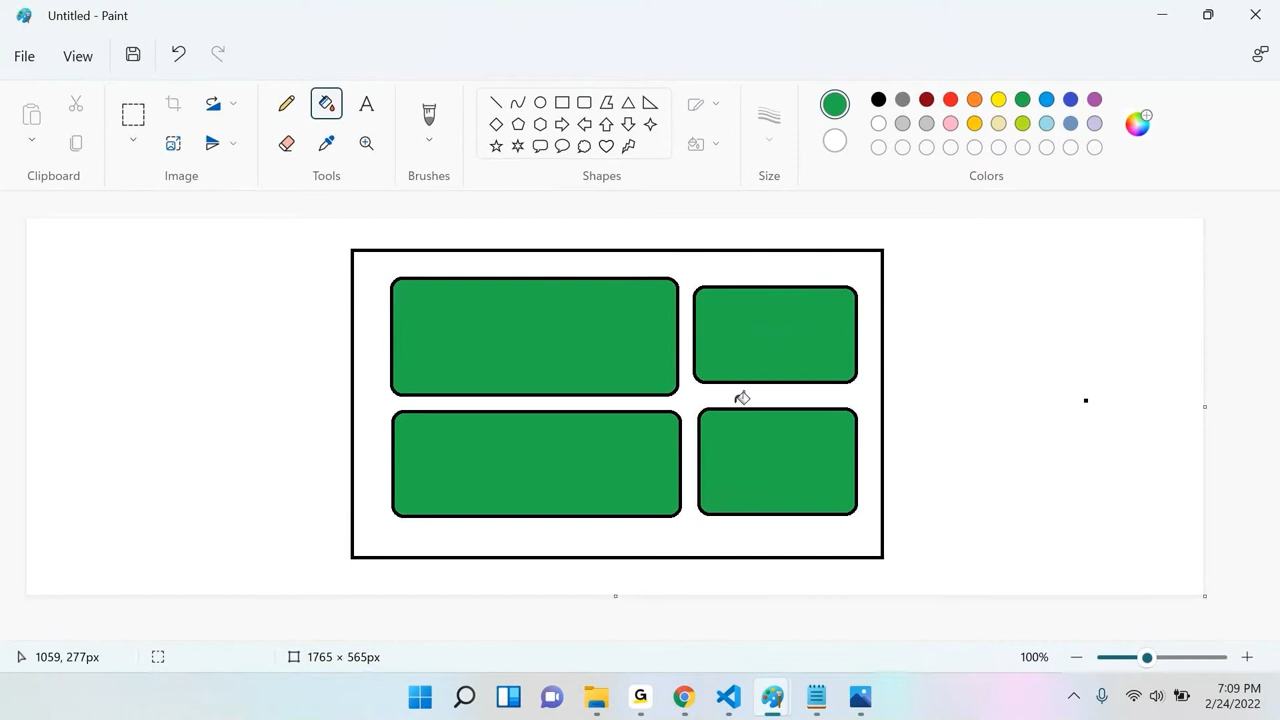 Untitled - Paint
File View
A
Clipboard Image Tools Brushes Shapes Size Colors
1059, 277px 1765 × 565px 100%
G
7:09 PM
2/24/2022